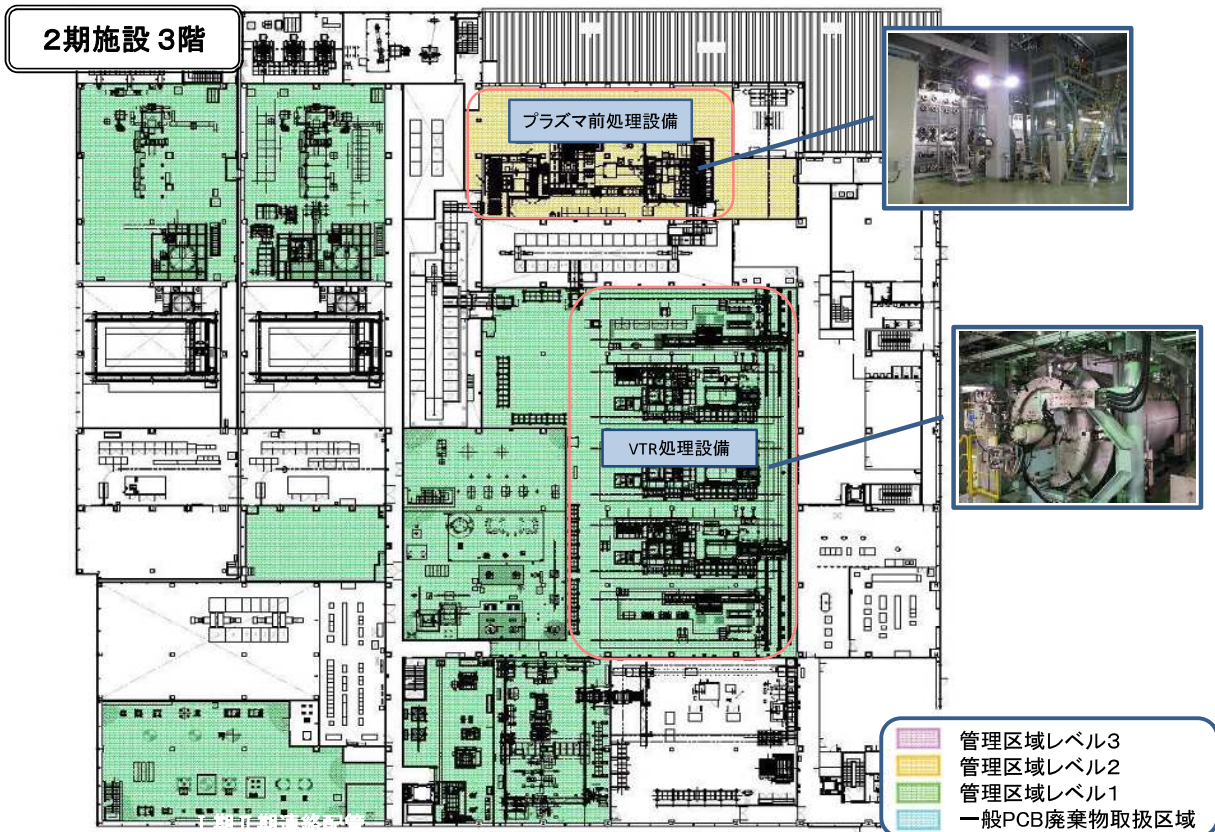 2期施設 3階
プラズマ前処理設備
VTR処理設備
管理区域レベル3
管理区域レベル2
管理区域レベル1
一般PCB廃棄物取扱区域